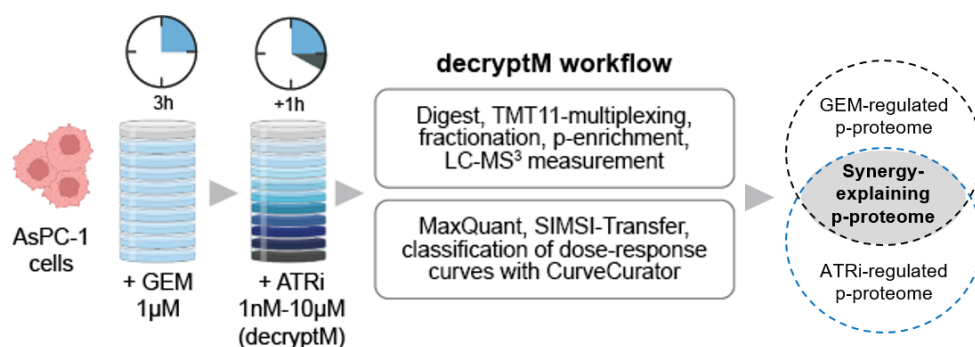 AsPC-1
cells
3h
+ GEM
1µM
+1h
+ ATRi
1nM-10µM
(decryptM)
decryptM workflow
Digest, TMT11-multiplexing,
fractionation, p-enrichment,
LC-MS³ measurement
MaxQuant, SIMSI-Transfer,
classification of dose-response
curves with CurveCurator
GEM-regulated
p-proteome
Synergy-
explaining
p-proteome
ATRi-regulated
p-proteome